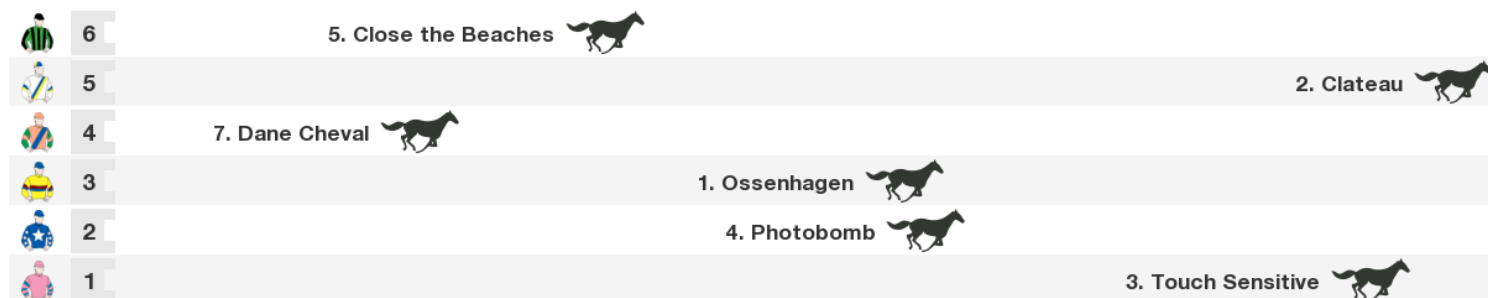 6 5. Close the Beaches
5 2. Clateau
4 7. Dane Cheval
3 1. Ossenhagen
2 4. Photobomb
1 3. Touch Sensitive